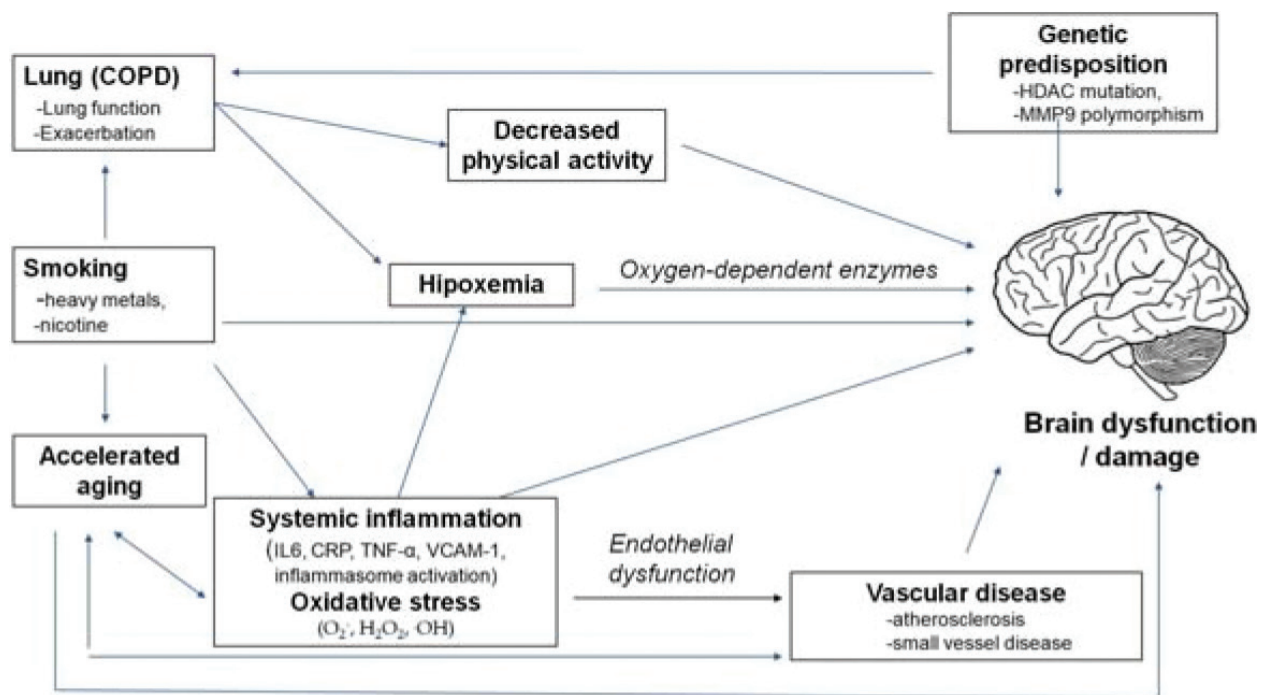 Lung (COPD)
-Lung function
-Exacerbation
Genetic
predisposition
-HDAC mutation,
-MMP9 polymorphism
Decreased
physical activity
Smoking
-heavy metals,
-nicotine
Hipoxemia
Oxygen-dependent enzymes
Brain dysfunction
/ damage
Accelerated
aging
Systemic inflammation
(IL6, CRP, TNF-α, VCAM-1,
inflammasome activation)
Oxidative stress
(O₂⁻, H₂O₂, ·OH)
Endothelial
dysfunction
Vascular disease
-atherosclerosis
-small vessel disease